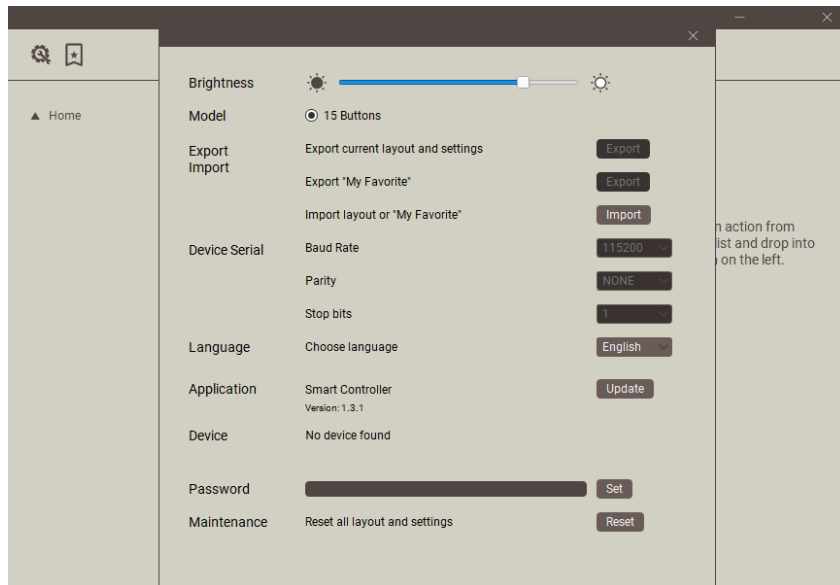 Home
Brightness
Model
15 Buttons
Export
Import
Export current layout and settings
Export
Export "My Favorite"
Export
Import layout or "My Favorite"
Import
Device Serial
Baud Rate
115200
Parity
NONE
Stop bits
1
Language
Choose language
English
Application
Smart Controller
Version: 1.3.1
Update
Device
No device found
Password
Set
Maintenance
Reset all layout and settings
Reset
action from
list and drop into
on the left.